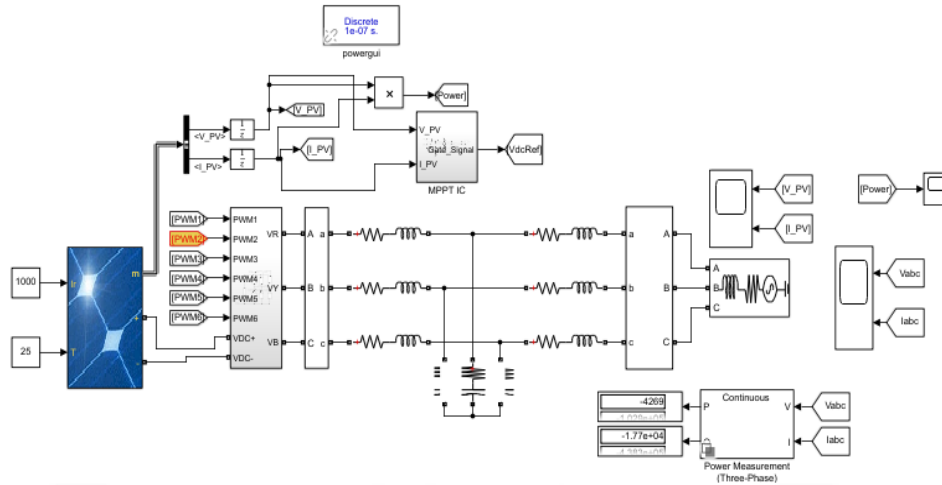 Discrete
1e-07 s.
powergui
[Power]
<V_PV>
1
z
[V_PV]
×
<I_PV>
1
z
[I_PV]
V_PV
Gate_Signal
I_PV
MPPT IC
[VdcRef]
[V_PV]
[I_PV]
[Power]
[PWM1]
[PWM2]
[PWM3]
[PWM4]
[PWM5]
[PWM6]
PWM1
PWM2
PWM3
PWM4
PWM5
PWM6
VDC+
VDC-
VR
VY
VB
A a
B b
C c
a A
b B
c C
A
B
C
1000
25
Ir
T
m
+
-
Vabc
Iabc
-4269
-1.77e+04
P
Continuous
V
I
Vabc
Iabc
Power Measurement
(Three-Phase)